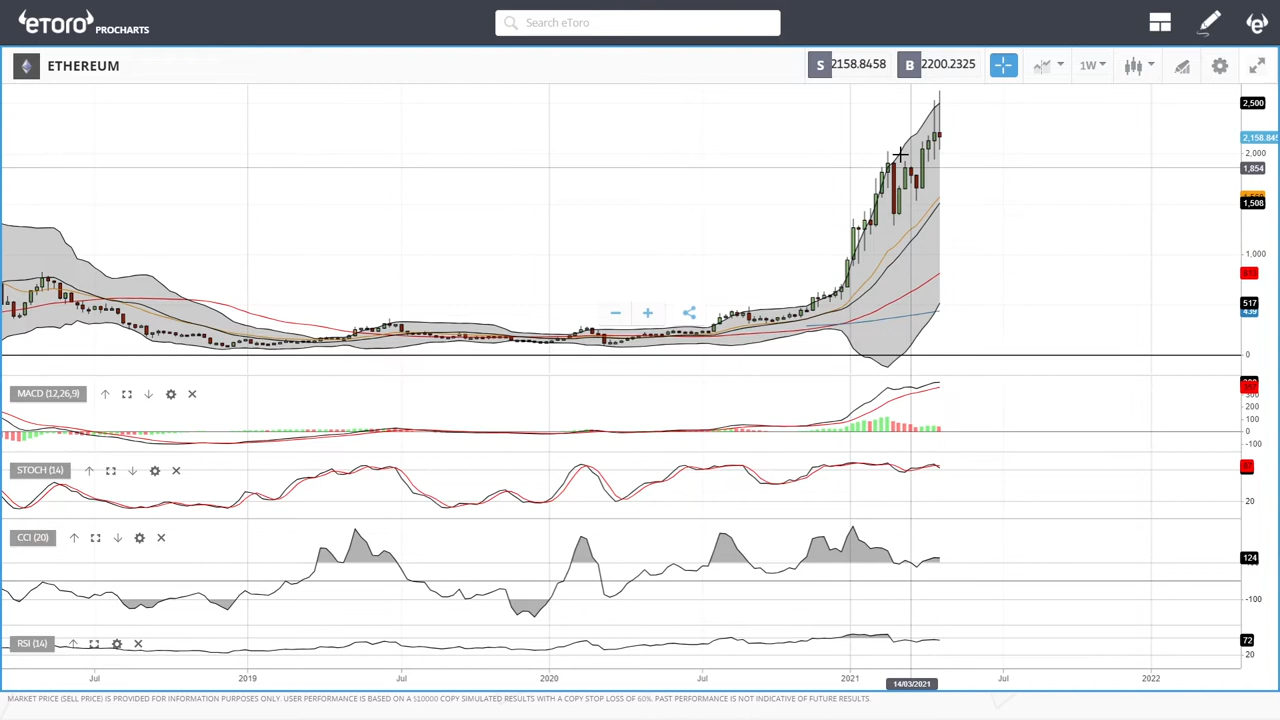 eToro PROCHARTS
Search eToro
ETHEREUM
S 2158.8458 B 2200.2325
1W
2,500
2,158.845
2,000
1,854
1,508
1,000
517
439
0
MACD (12,26,9)
300
200
100
0
-100
STOCH (14)
20
CCI (20)
124
-100
RSI (14)
72
20
Jul 2019 Jul 2020 Jul 2021 Jul 2022
14/03/2021
MARKET PRICE (SELL PRICE) IS PROVIDED FOR INFORMATION PURPOSES ONLY. USER PERFORMANCE IS BASED ON A $10000 COPY SIMULATED RESULTS WITH A COPY STOP LOSS OF 60%. PAST PERFORMANCE IS NOT INDICATIVE OF FUTURE RESULTS.